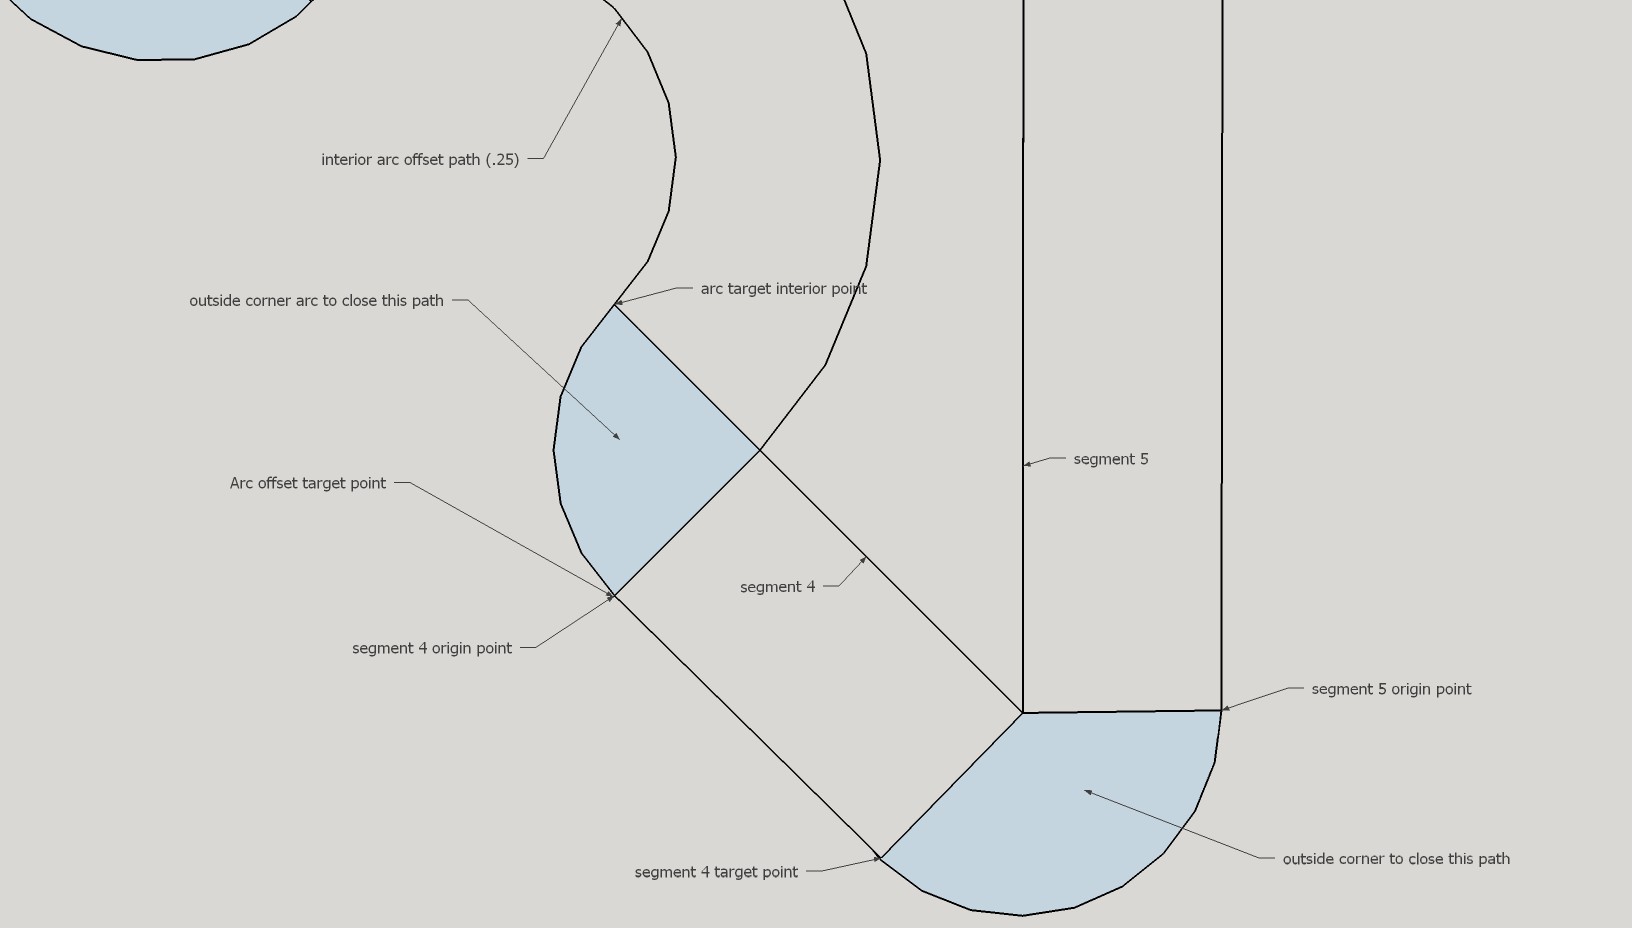 interior arc offset path (.25)
arc target interior point
outside corner arc to close this path
segment 5
Arc offset target point
segment 4
segment 4 origin point
segment 5 origin point
outside corner to close this path
segment 4 target point